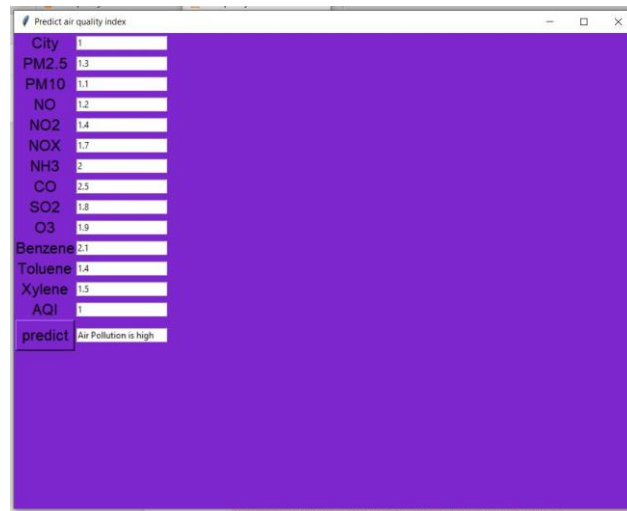 Predict air quality index
City 1
PM2.5 1.3
PM10 1.1
NO 1.2
NO2 1.4
NOX 1.7
NH3 2
CO 2.5
SO2 1.8
O3 1.9
Benzene 2.1
Toluene 1.4
Xylene 1.5
AQI 1
predict Air Pollution is high